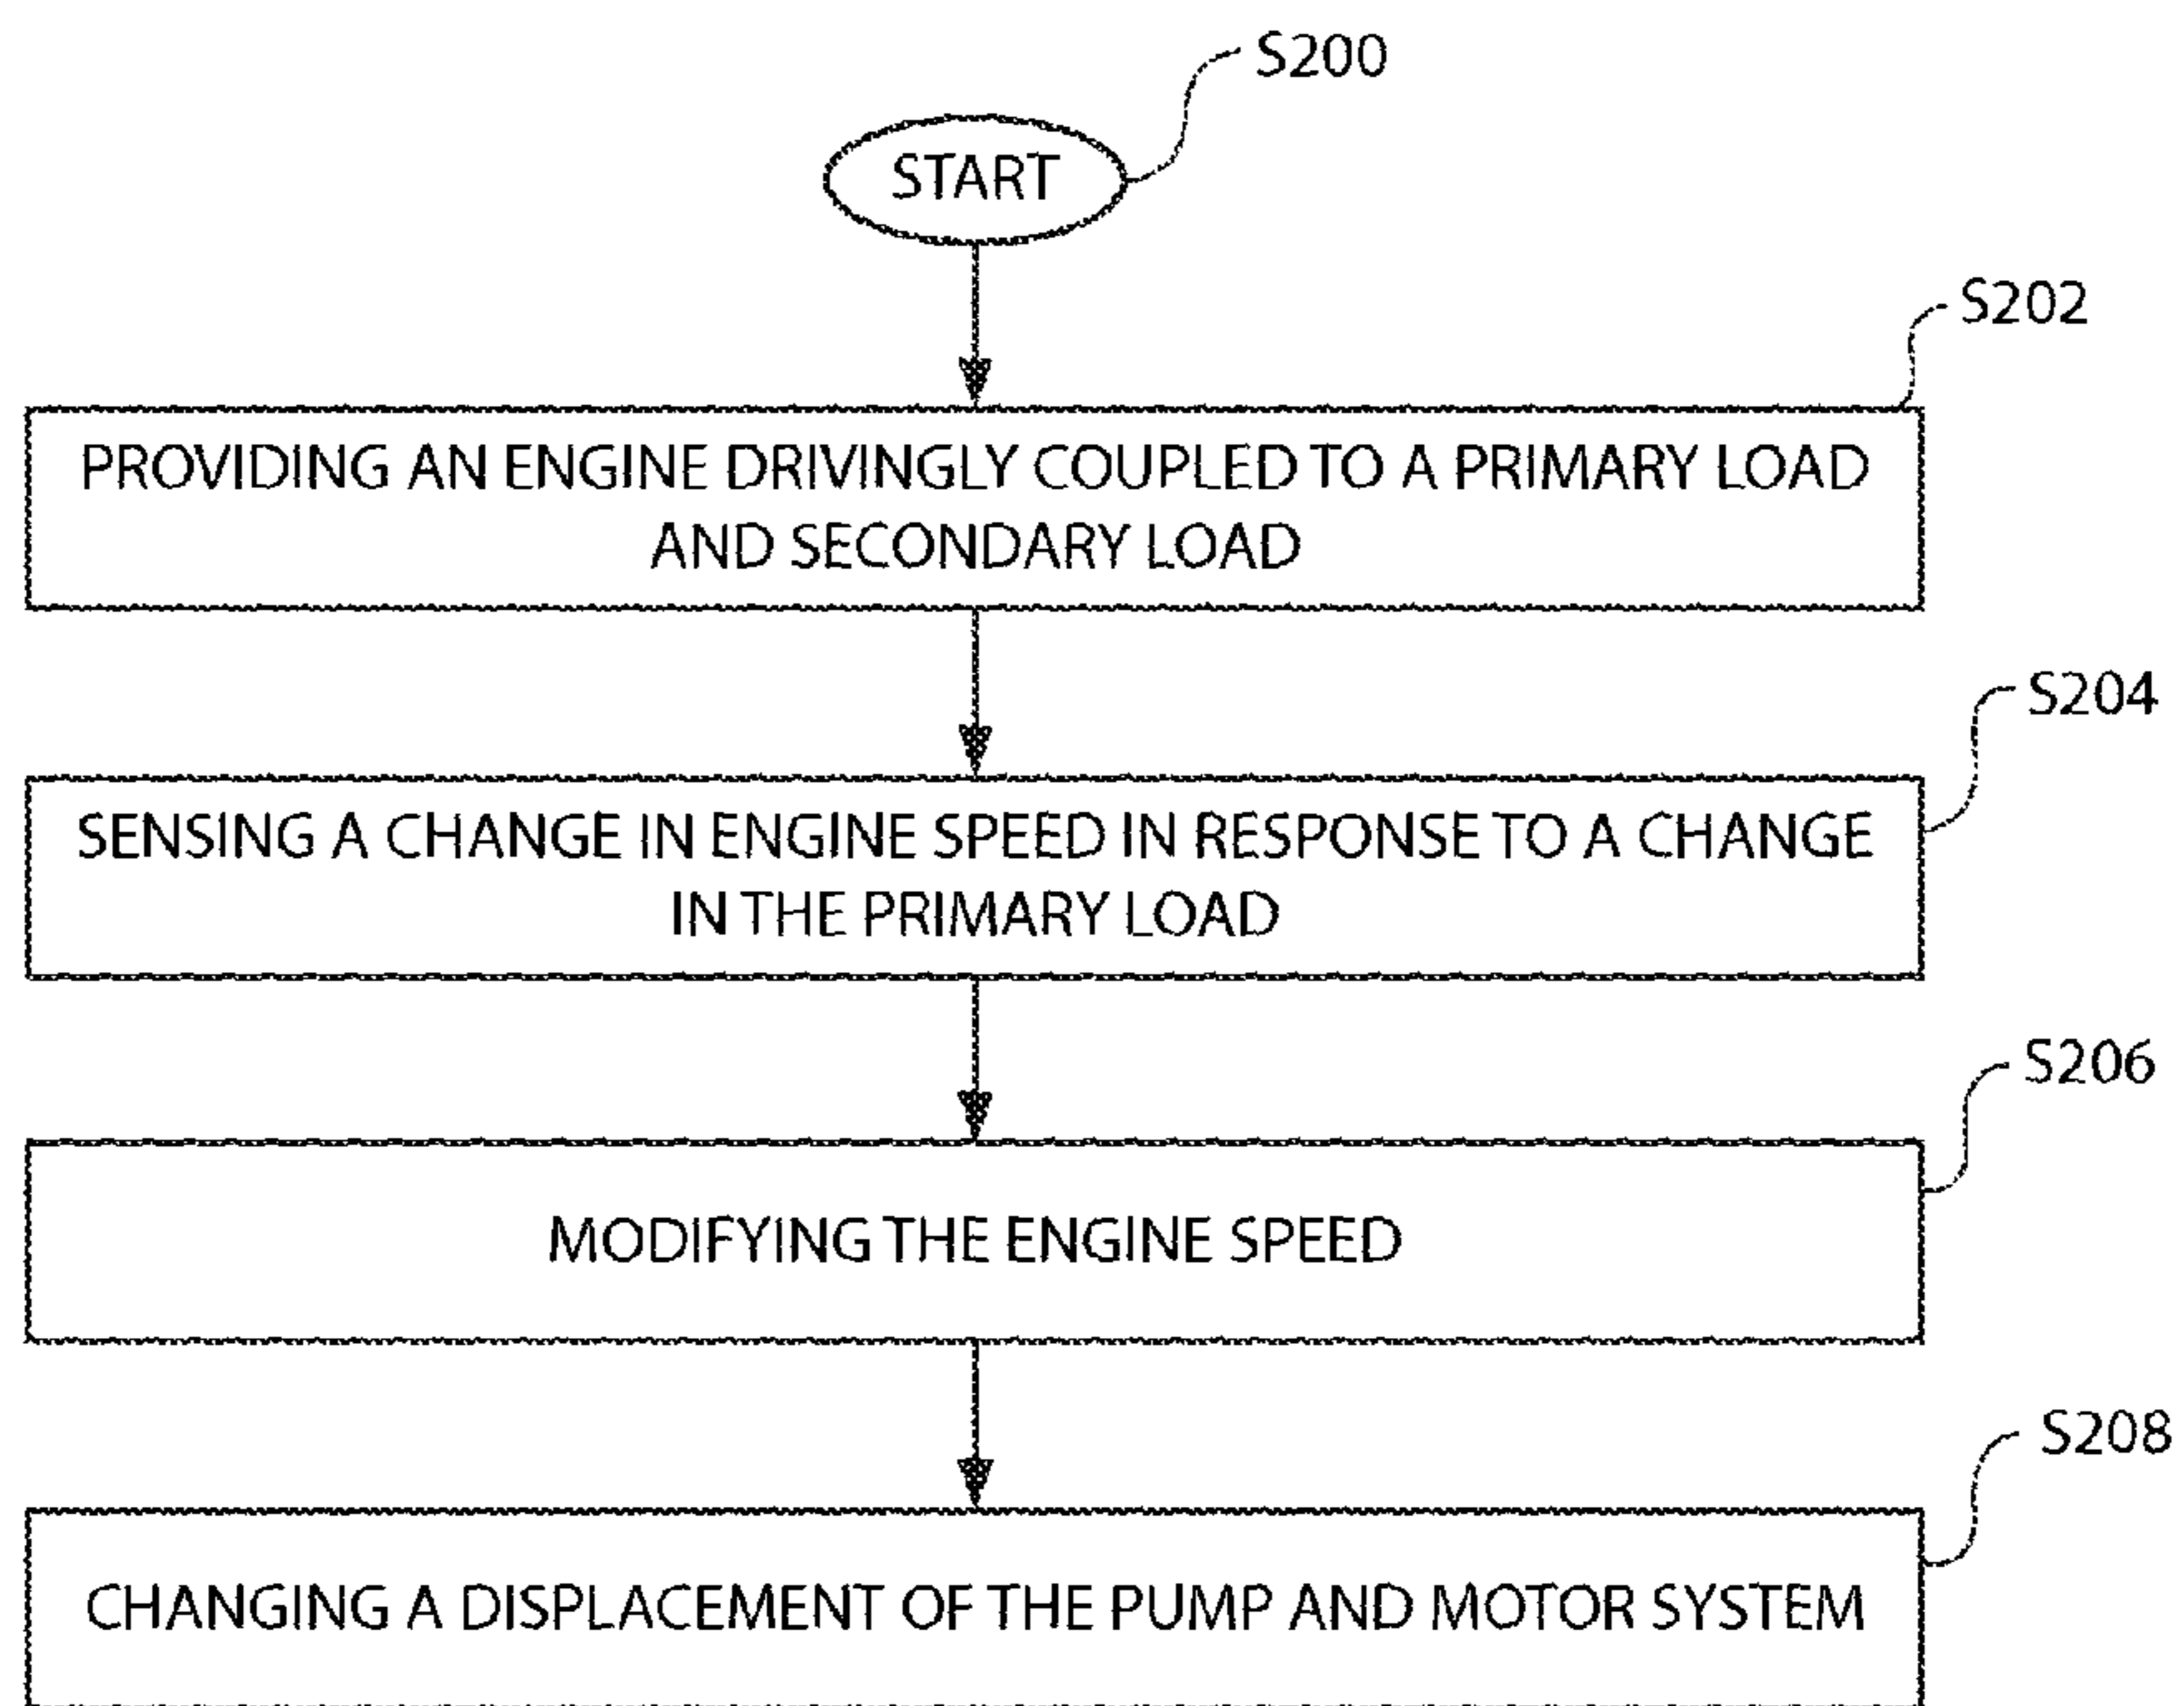 S200
START
S202
PROVIDING AN ENGINE DRIVINGLY COUPLED TO A PRIMARY LOAD
AND SECONDARY LOAD
S204
SENSING A CHANGE IN ENGINE SPEED IN RESPONSE TO A CHANGE
IN THE PRIMARY LOAD
S206
MODIFYING THE ENGINE SPEED
S208
CHANGING A DISPLACEMENT OF THE PUMP AND MOTOR SYSTEM